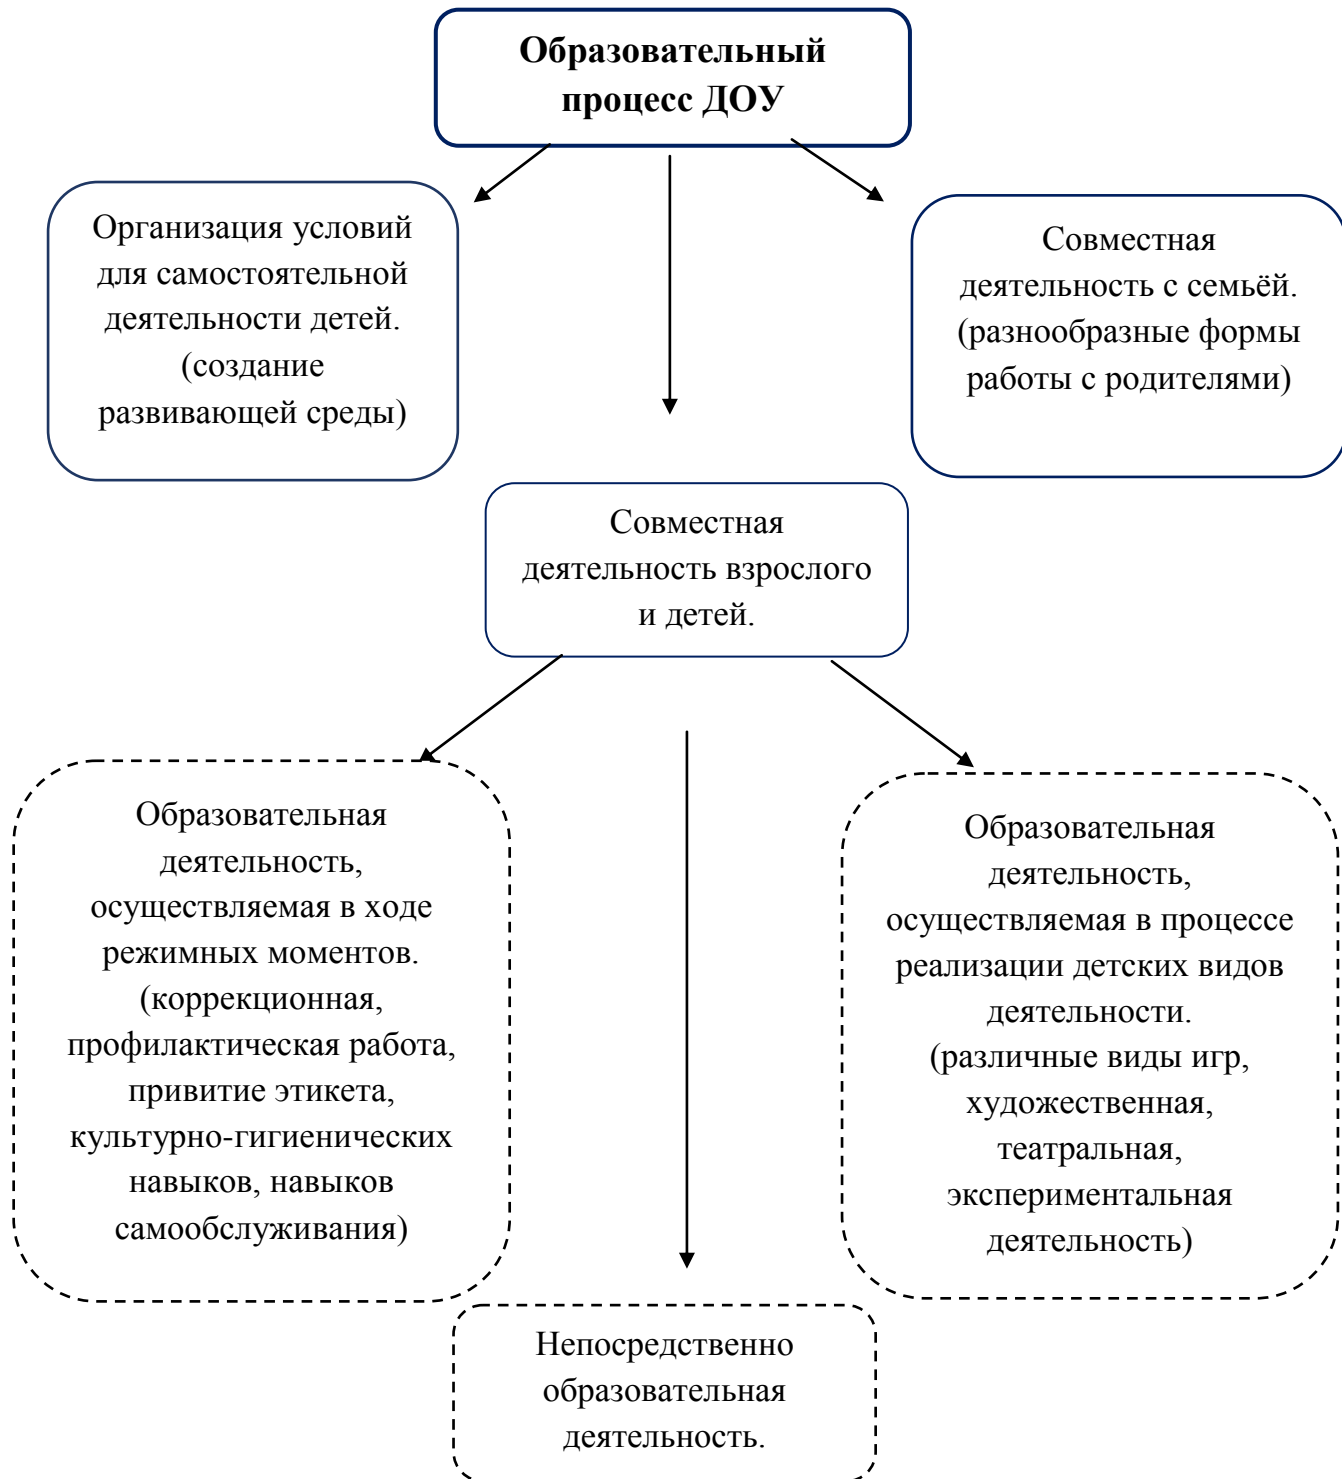 Образовательный
процесс ДОУ
Организация условий
для самостоятельной
деятельности детей.
(создание
развивающей среды)
Совместная
деятельность с семьёй.
(разнообразные формы
работы с родителями)
Совместная
деятельность взрослого
и детей.
Образовательная
деятельность,
осуществляемая в ходе
режимных моментов.
(коррекционная,
профилактическая работа,
привитие этикета,
культурно-гигиенических
навыков, навыков
самообслуживания)
Образовательная
деятельность,
осуществляемая в процессе
реализации детских видов
деятельности.
(различные виды игр,
художественная,
театральная,
экспериментальная
деятельность)
Непосредственно
образовательная
деятельность.